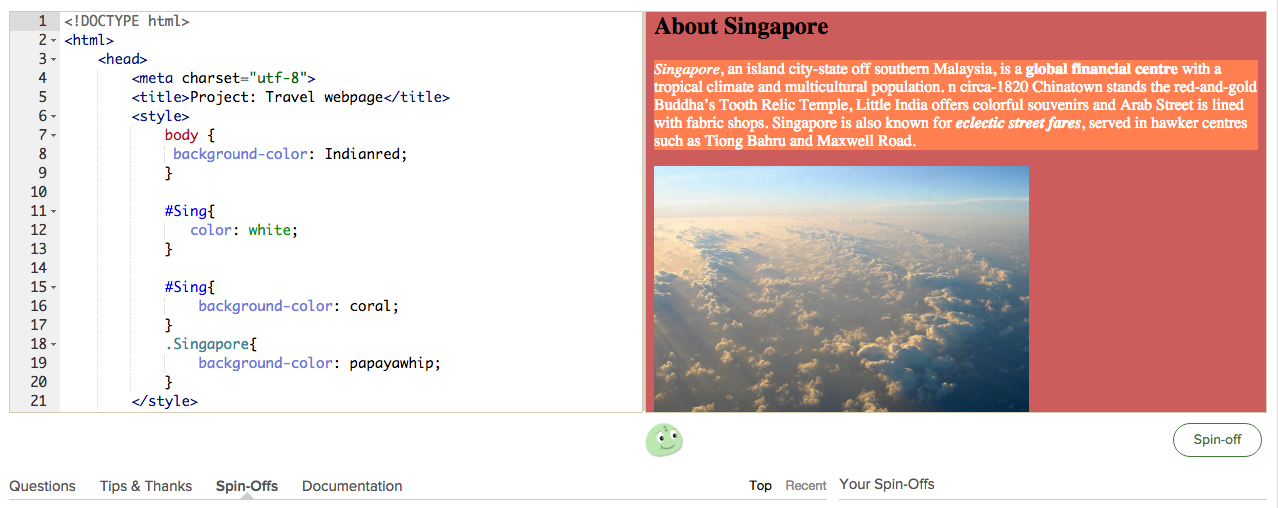 1 <!DOCTYPE html>
2 <html>
3 <head>
4 <meta charset="utf-8">
5 <title>Project: Travel webpage</title>
6 <style>
7 body {
8 background-color: Indianred;
9 }
10
11 #Sing{
12 color: white;
13 }
14
15 #Sing{
16 background-color: coral;
17 }
18 .Singapore{
19 background-color: papayawhip;
20 }
21 </style>
About Singapore
Singapore, an island city-state off southern Malaysia, is a global financial centre with a
tropical climate and multicultural population. n circa-1820 Chinatown stands the red-and-gold
Buddha’s Tooth Relic Temple, Little India offers colorful souvenirs and Arab Street is lined
with fabric shops. Singapore is also known for eclectic street fares, served in hawker centres
such as Tiong Bahru and Maxwell Road.
Spin-off
Questions Tips & Thanks Spin-Offs Documentation Top Recent Your Spin-Offs